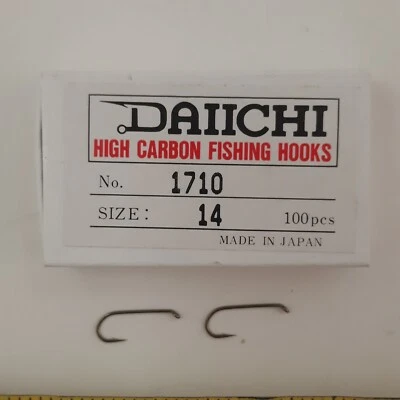 DAIICHI
HIGH CARBON FISHING HOOKS
No. 1710
SIZE: 14 100pcs
MADE IN JAPAN